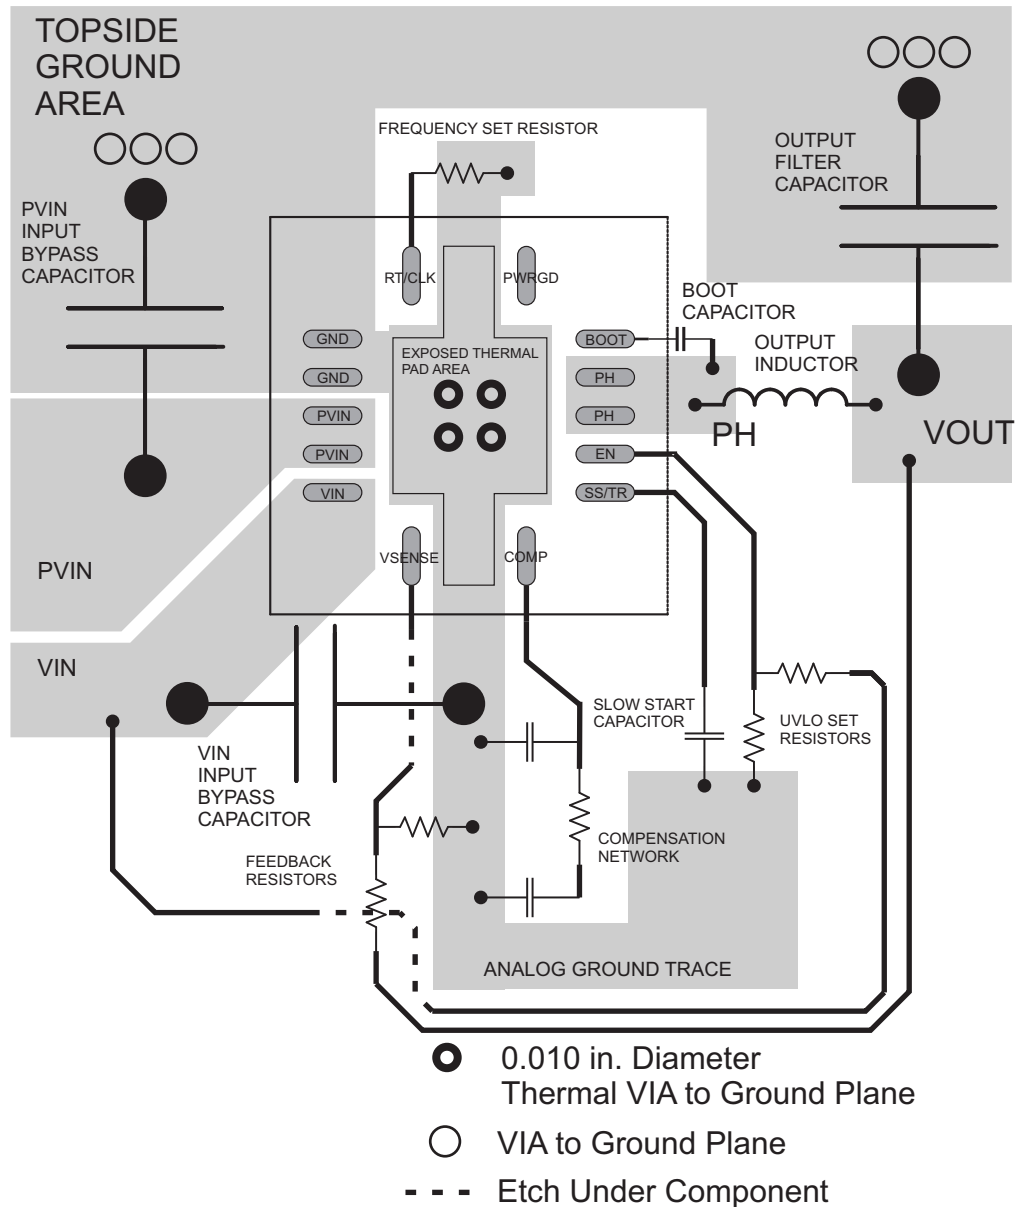 TOPSIDE
GROUND
AREA
FREQUENCY SET RESISTOR
OUTPUT
FILTER
CAPACITOR
PVIN
INPUT
BYPASS
CAPACITOR
RT/CLK
PWRGD
BOOT
CAPACITOR
GND
EXPOSED THERMAL
PAD AREA
BOOT
OUTPUT
INDUCTOR
GND
PH
PVIN
PH
PH
VOUT
PVIN
EN
VIN
SS/TR
VSENSE
COMP
PVIN
VIN
SLOW START
CAPACITOR
UVLO SET
RESISTORS
VIN
INPUT
BYPASS
CAPACITOR
COMPENSATION
NETWORK
FEEDBACK
RESISTORS
ANALOG GROUND TRACE
0.010 in. Diameter
Thermal VIA to Ground Plane
VIA to Ground Plane
Etch Under Component